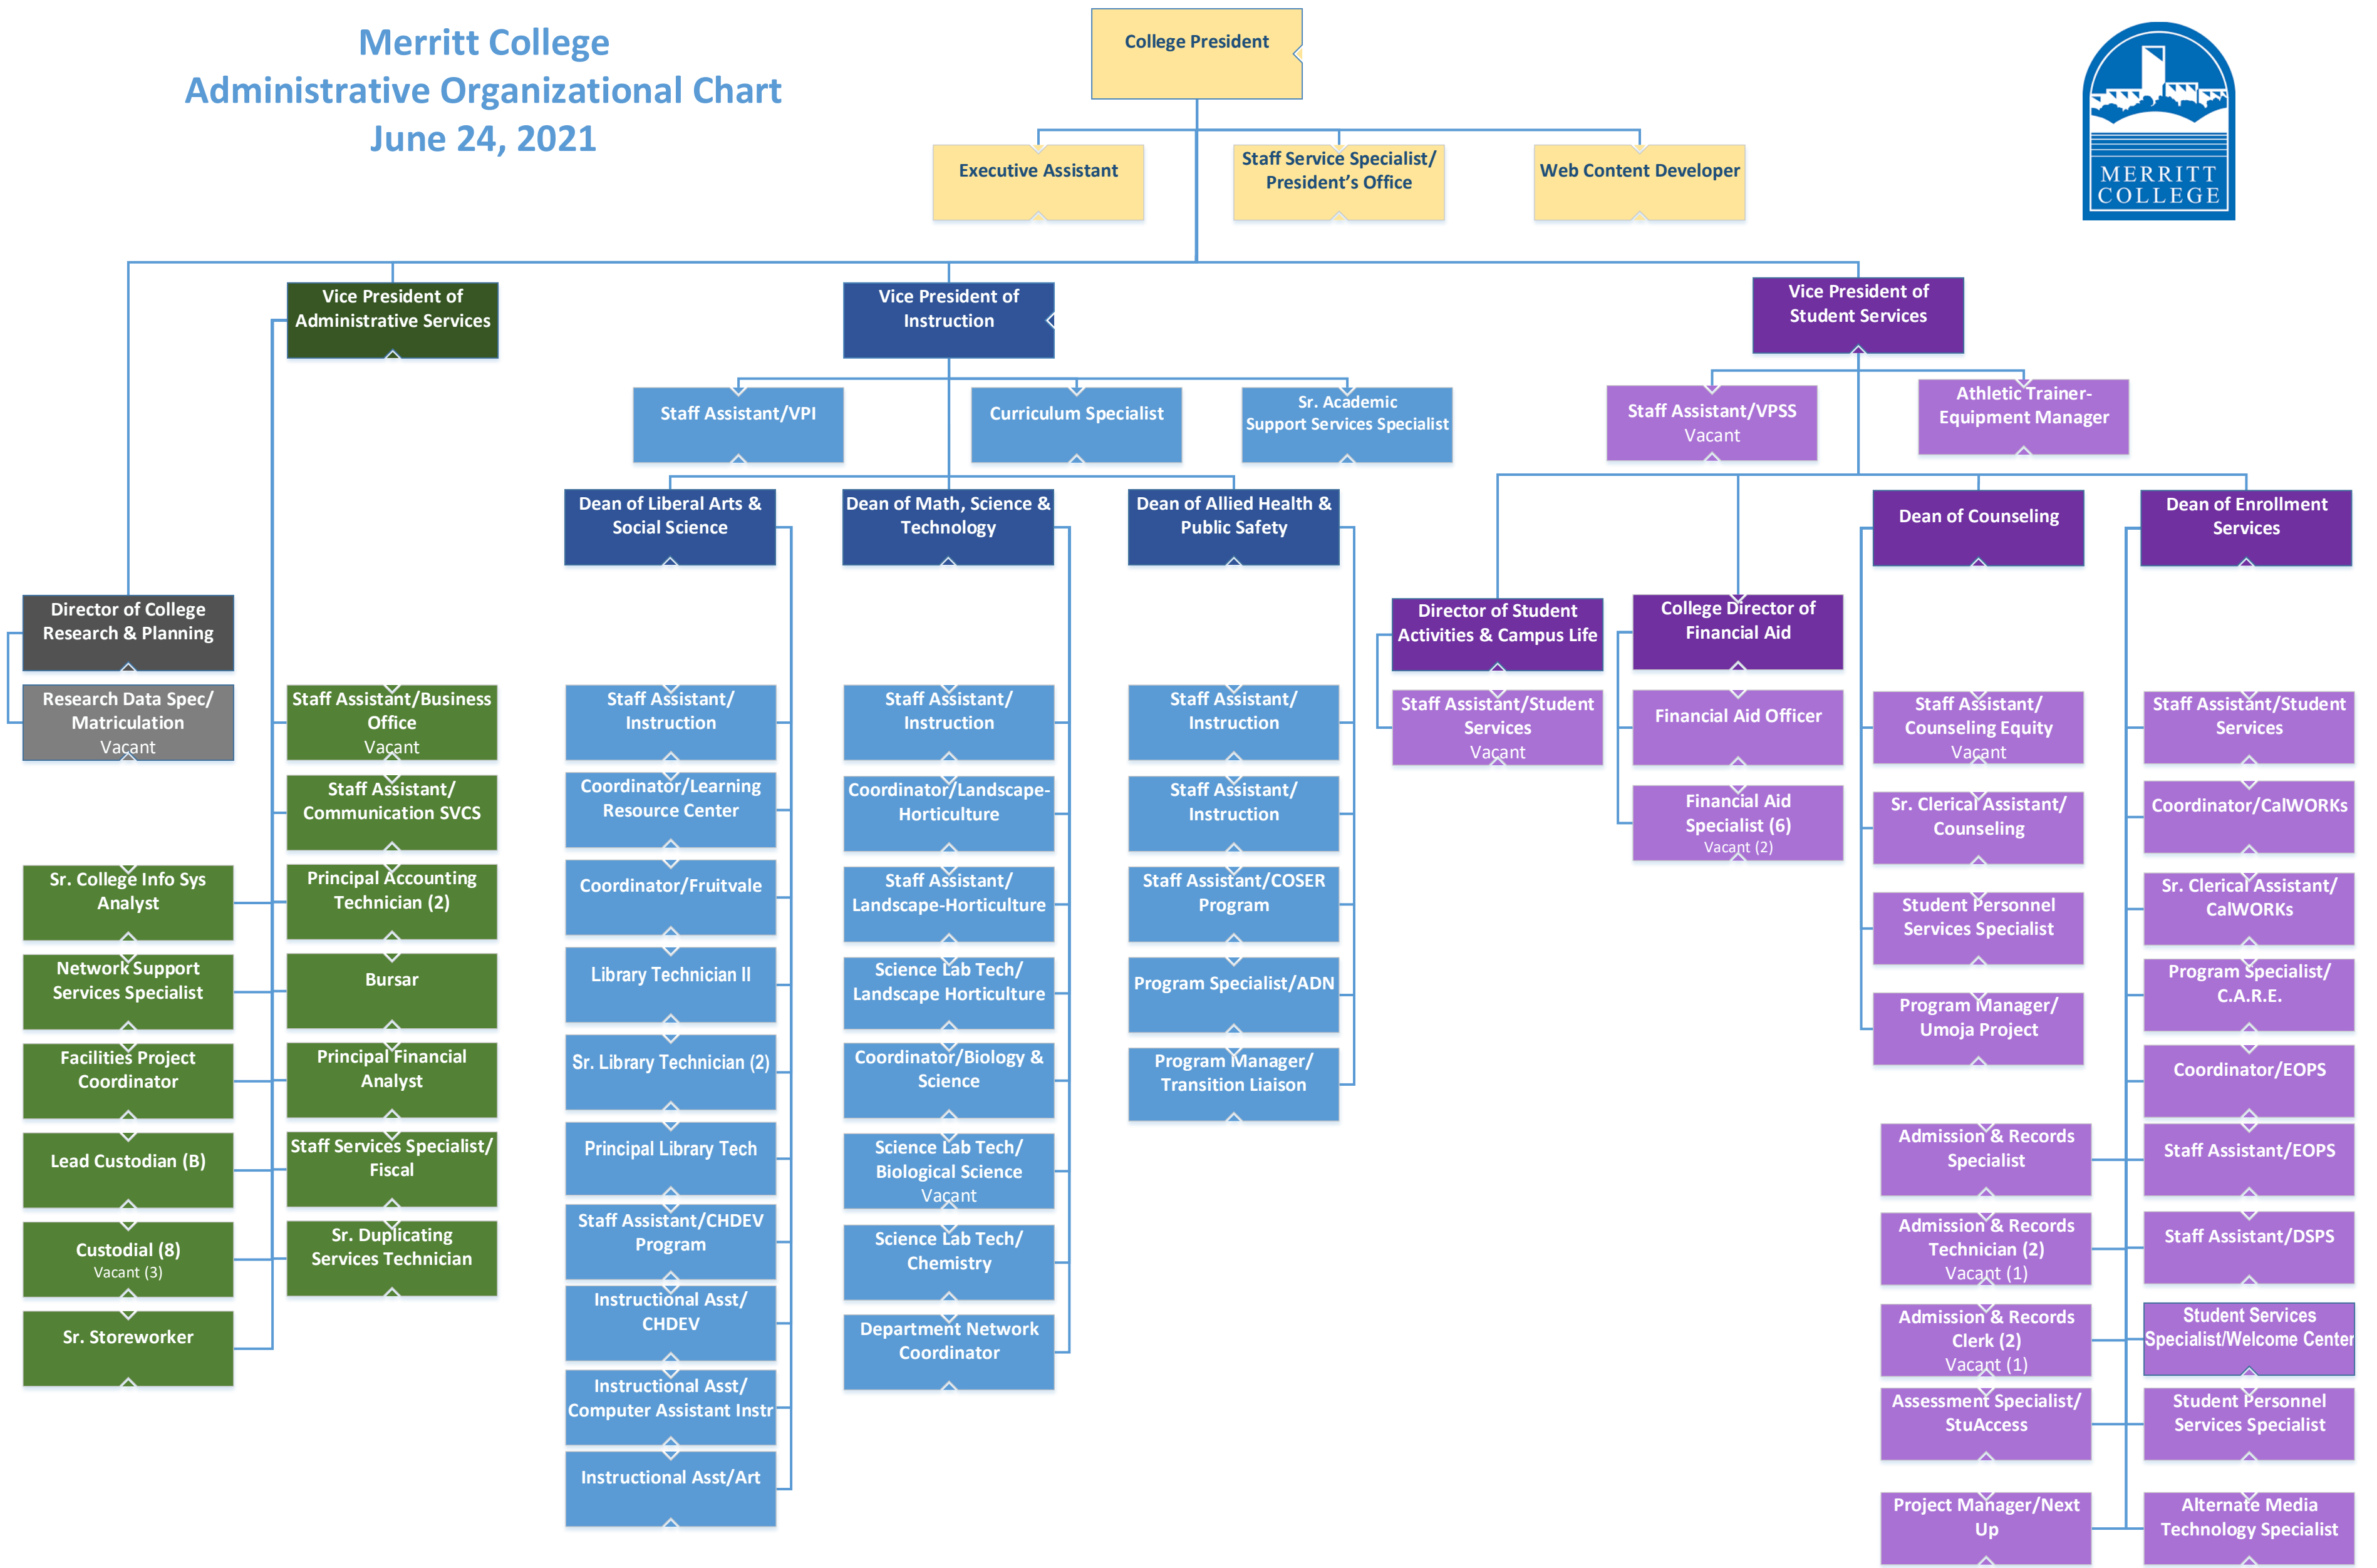 Merritt College
Administrative Organizational Chart
June 24, 2021
College President
MERRITT
COLLEGE
Executive Assistant
Staff Service Specialist/
President's Office
Web Content Developer
Vice President of
Administrative Services
Vice President of
Instruction
Vice President of
Student Services
Staff Assistant/VPI
Curriculum Specialist
Sr. Academic
Support Services Specialist
Staff Assistant/VPSS
Vacant
Athletic Trainer-
Equipment Manager
Dean of Liberal Arts &
Social Science
Dean of Math, Science &
Technology
Dean of Allied Health &
Public Safety
Dean of Counseling
Dean of Enrollment
Services
Director of College
Research & Planning
Director of Student
Activities & Campus Life
College Director of
Financial Aid
Research Data Spec/
Matriculation
Vacant
Sr. College Info Sys
Analyst
Network Support
Services Specialist
Facilities Project
Coordinator
Lead Custodian (B)
Custodial (8)
Vacant (3)
Sr. Storeworker
Staff Assistant/Business
Office
Vacant
Staff Assistant/
Communication SVCS
Principal Accounting
Technician (2)
Bursar
Principal Financial
Analyst
Staff Services Specialist/
Fiscal
Sr. Duplicating
Services Technician
Staff Assistant/
Instruction
Coordinator/Learning
Resource Center
Coordinator/Fruitvale
Library Technician II
Sr. Library Technician (2)
Principal Library Tech
Staff Assistant/CHDEV
Program
Instructional Asst/
CHDEV
Instructional Asst/
Computer Assistant Instr
Instructional Asst/Art
Staff Assistant/
Instruction
Coordinator/Landscape-
Horticulture
Staff Assistant/
Landscape-Horticulture
Science Lab Tech/
Landscape Horticulture
Coordinator/Biology &
Science
Science Lab Tech/
Biological Science
Vacant
Science Lab Tech/
Chemistry
Department Network
Coordinator
Staff Assistant/
Instruction
Staff Assistant/
Instruction
Staff Assistant/COSER
Program
Program Specialist/ADN
Program Manager/
Transition Liaison
Staff Assistant/Student
Services
Vacant
Financial Aid Officer
Financial Aid
Specialist (6)
Vacant (2)
Staff Assistant/
Counseling Equity
Vacant
Sr. Clerical Assistant/
Counseling
Student Personnel
Services Specialist
Program Manager/
Umoja Project
Admission & Records
Specialist
Admission & Records
Technician (2)
Vacant (1)
Admission & Records
Clerk (2)
Vacant (1)
Assessment Specialist/
StuAccess
Project Manager/Next
Up
Staff Assistant/Student
Services
Coordinator/CalWORKs
Sr. Clerical Assistant/
CalWORKs
Program Specialist/
C.A.R.E.
Coordinator/EOPS
Staff Assistant/EOPS
Staff Assistant/DSPS
Student Services
Specialist/Welcome Center
Student Personnel
Services Specialist
Alternate Media
Technology Specialist